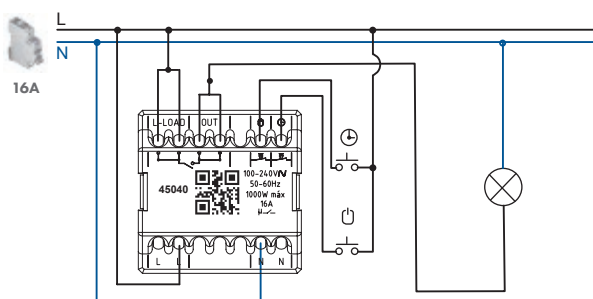 L
N
16A
L-LOAD OUT
45040
100-240V~
50-60Hz
1000W máx
16A
µ
L L N N